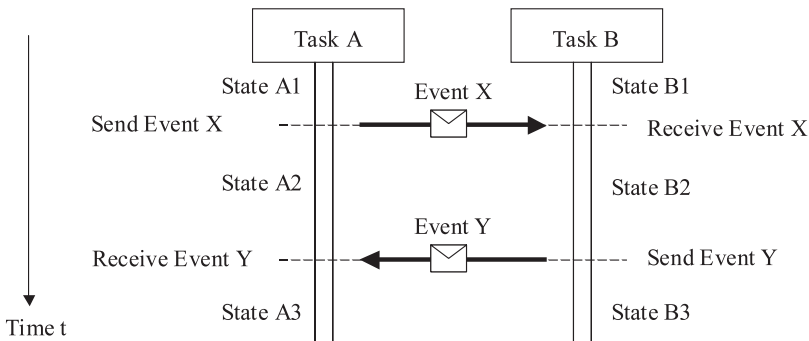 Task A
Task B
State A1
Event X
State B1
Send Event X
Receive Event X
State A2
State B2
Event Y
Receive Event Y
Send Event Y
State A3
State B3
Time t